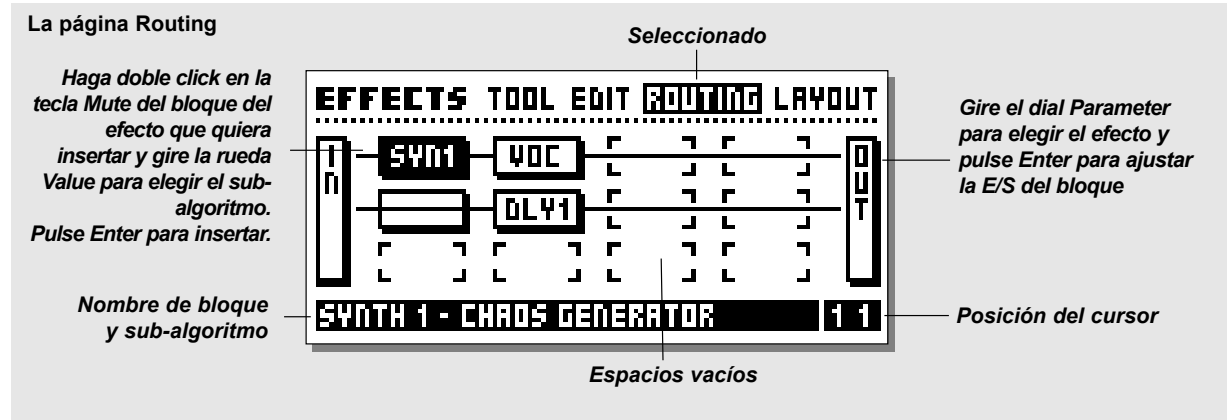 La página Routing
Seleccionado
Haga doble click en la
tecla Mute del bloque del
efecto que quiera
insertar y gire la rueda
Value para elegir el sub-
algoritmo.
Pulse Enter para insertar.
EFFECTS TOOL EDIT ROUTING LAYOUT
IN SYN1 VOC OUT
DLY1
SYNTH 1 - CHAOS GENERATOR 1 1
Gire el dial Parameter
para elegir el efecto y
pulse Enter para ajustar
la E/S del bloque
Nombre de bloque
y sub-algoritmo
Posición del cursor
Espacios vacíos